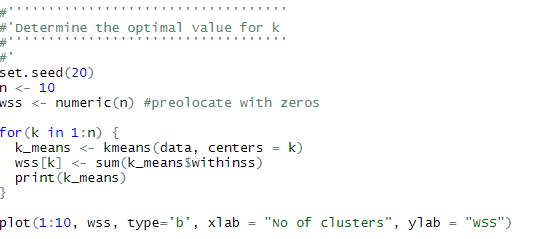 #'''''''''''''''''''''''''''''''''
#'Determine the optimal value for k
#'''''''''''''''''''''''''''''''''
#'
set.seed(20)
n <- 10
wss <- numeric(n) #preolocate with zeros
for(k in 1:n) {
k_means <- kmeans(data, centers = k)
wss[k] <- sum(k_means$withinss)
print(k_means)
}
plot(1:10, wss, type='b', xlab = "No of clusters", ylab = "WSS")